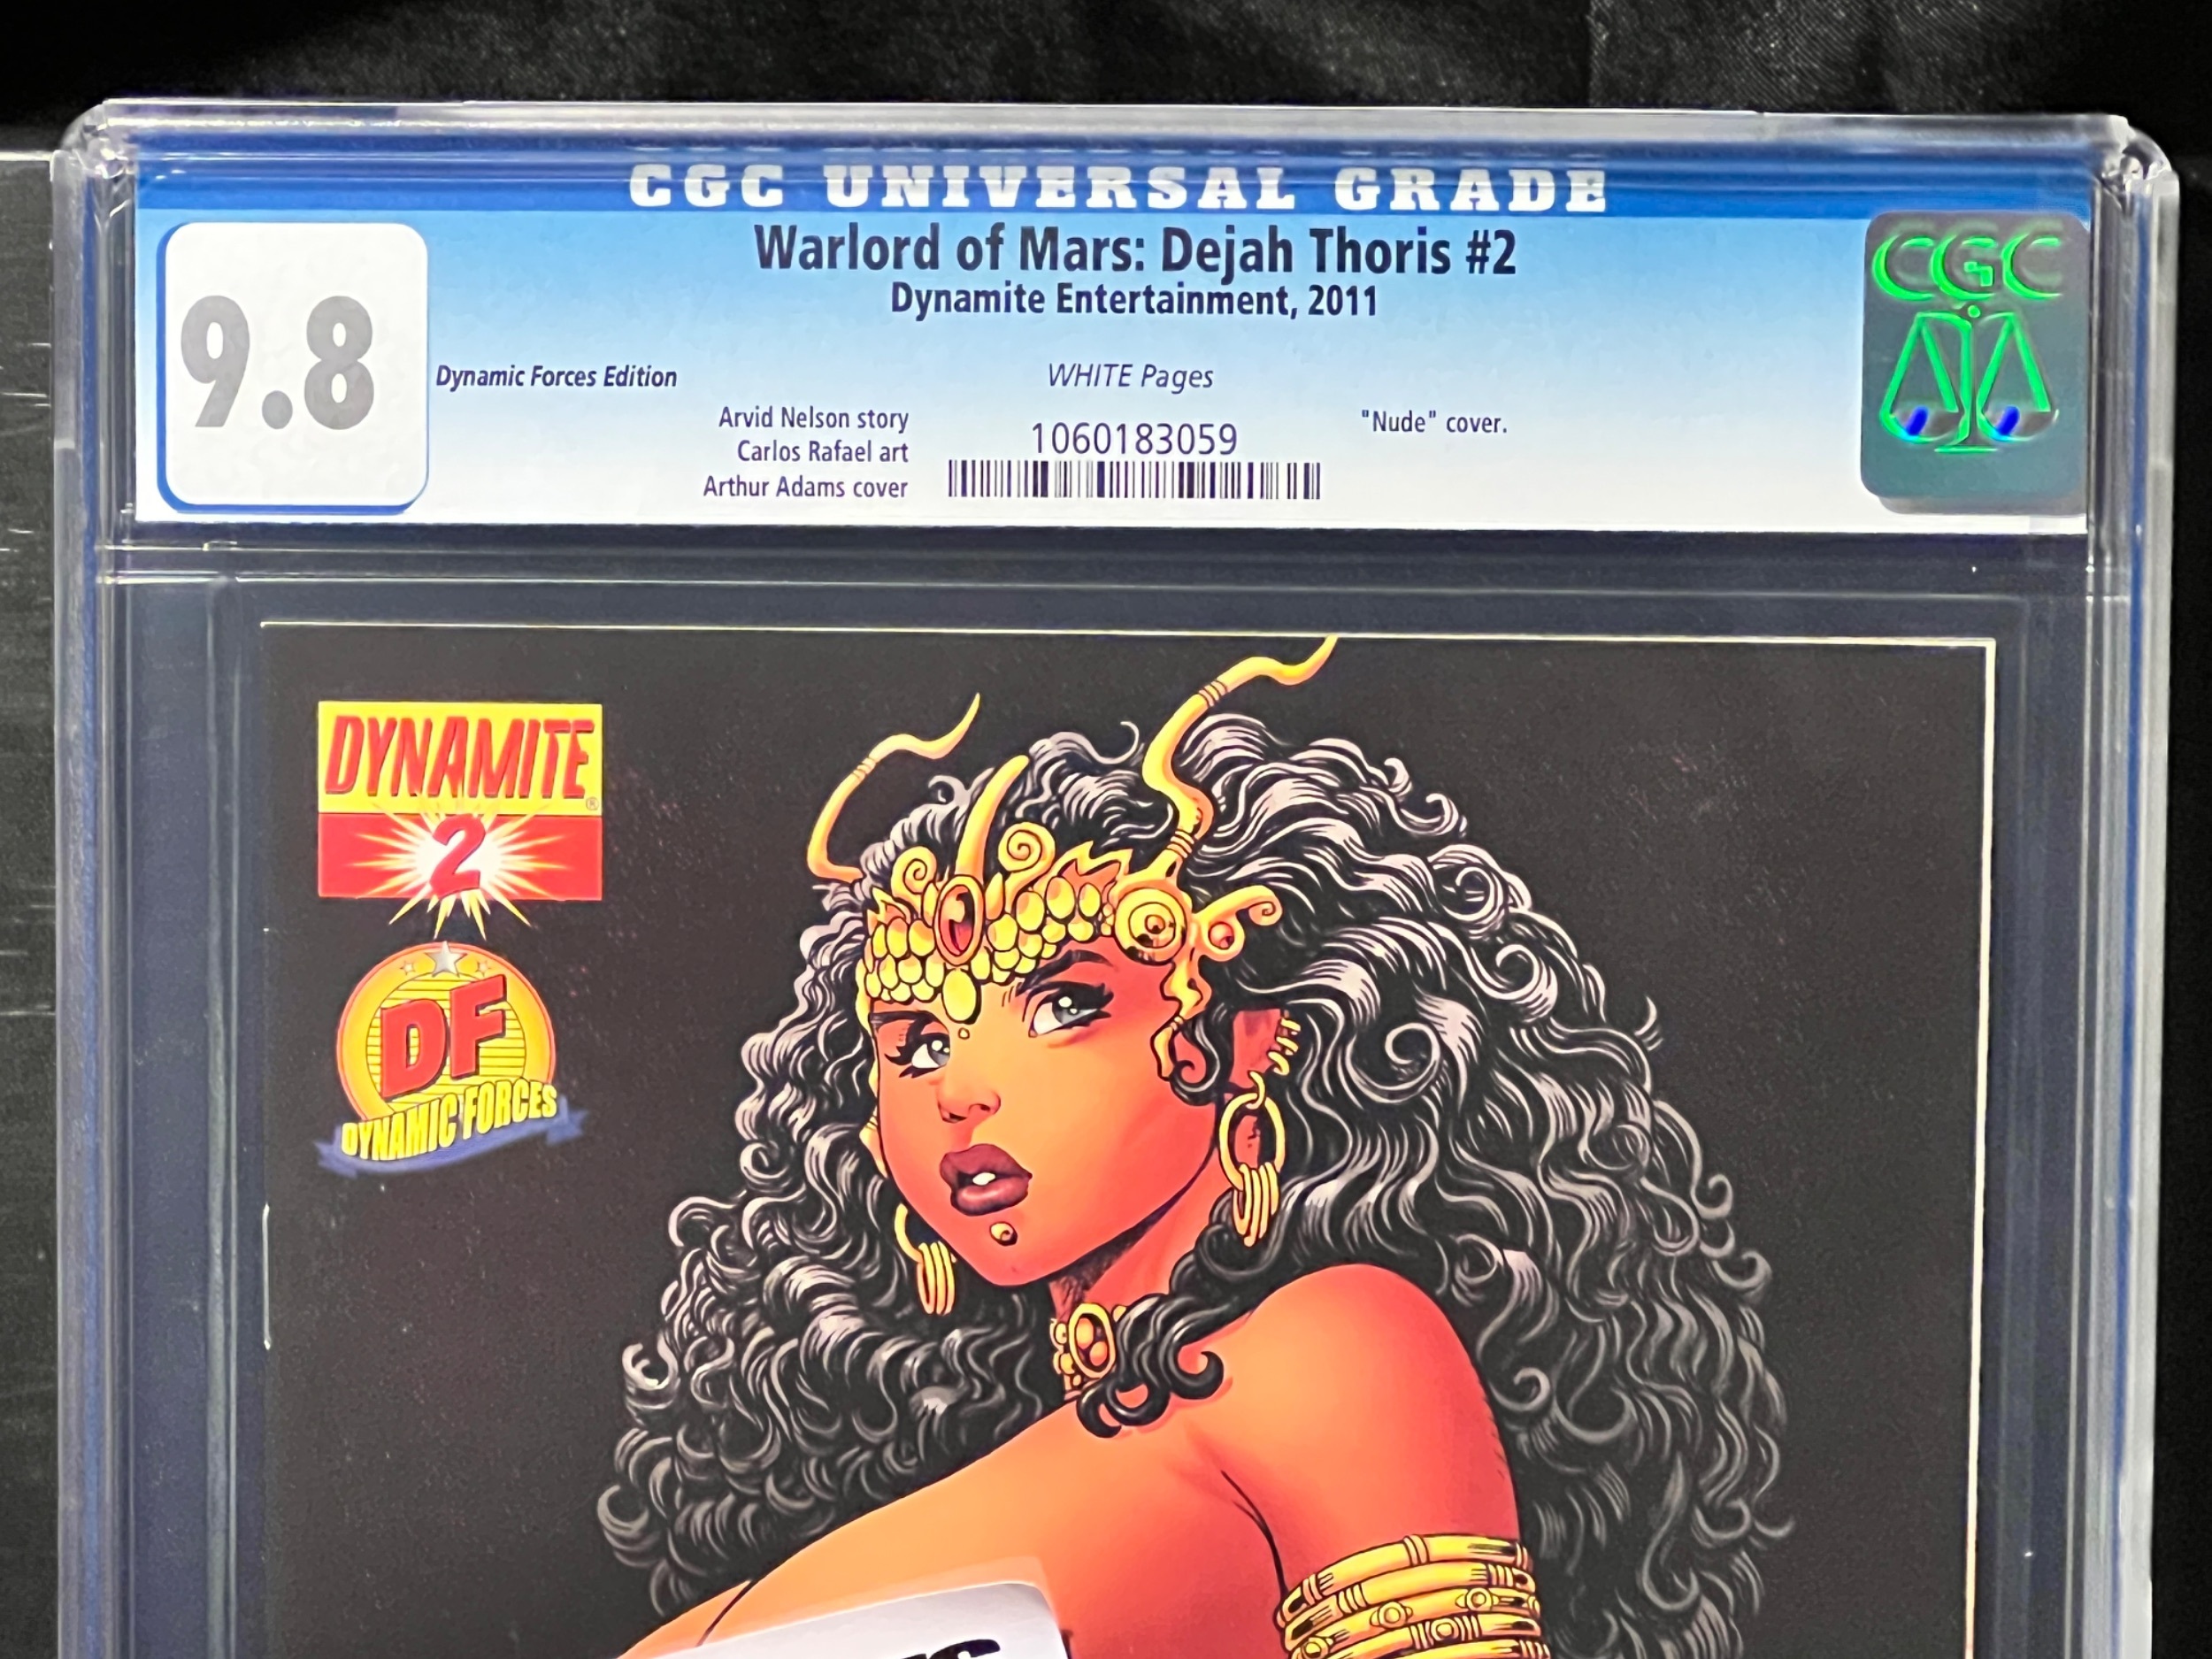 CGC UNIVERSAL GRADE
9.8
Warlord of Mars: Dejah Thoris #2
Dynamite Entertainment, 2011
Dynamic Forces Edition
WHITE Pages
Arvid Nelson story
Carlos Rafael art
Arthur Adams cover
1060183059
"Nude" cover.
CGC
DYNAMITE®
2
DF
DYNAMIC FORCES